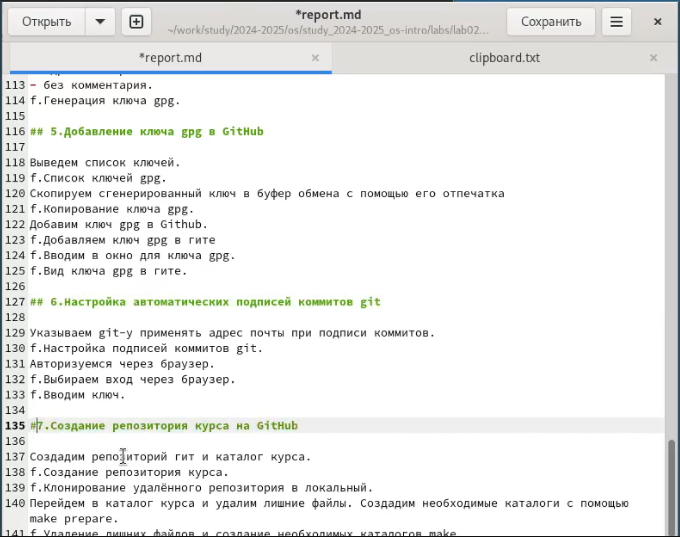 Открыть
*report.md
~/work/study/2024-2025/os/study_2024-2025_os-intro/labs/lab02...
Сохранить
*report.md
clipboard.txt
113 - без комментария.
114 f.Генерация ключа gpg.
115
116 ## 5.Добавление ключа gpg в GitHub
117
118 Выведем список ключей.
119 f.Список ключей gpg.
120 Скопируем сгенерированный ключ в буфер обмена с помощью его отпечатка
121 f.Копирование ключа gpg.
122 Добавим ключ gpg в Github.
123 f.Добавляем ключ gpg в гите
124 f.Вводим в окно для ключа gpg.
125 f.Вид ключа gpg в гите.
126
127 ## 6.Настройка автоматических подписей коммитов git
128
129 Указываем git-у применять адрес почты при подписи коммитов.
130 f.Настройка подписей коммитов git.
131 Авторизуемся через браузер.
132 f.Выбираем вход через браузер.
133 f.Вводим ключ.
134
135 #7.Создание репозитория курса на GitHub
136
137 Создадим репозиторий гит и каталог курса.
138 f.Создание репозитория курса.
139 f.Клонирование удалённого репозитория в локальный.
140 Перейдем в каталог курса и удалим лишние файлы. Создадим необходимые каталоги с помощью
make prepare.
141 f.Удаление лишних файлов и создание необходимых каталогов make